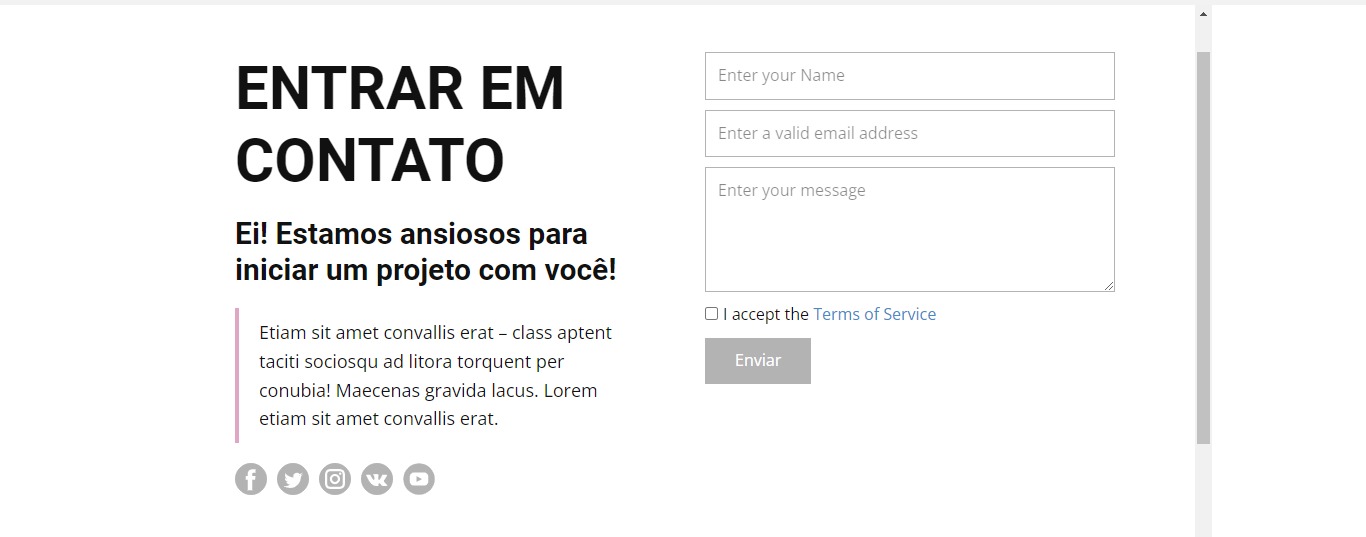 ENTRAR EM
CONTATO
Ei! Estamos ansiosos para
iniciar um projeto com você!
Etiam sit amet convallis erat – class aptent
taciti sociosqu ad litora torquent per
conubia! Maecenas gravida lacus. Lorem
etiam sit amet convallis erat.
Enter your Name
Enter a valid email address
Enter your message
I accept the Terms of Service
Enviar